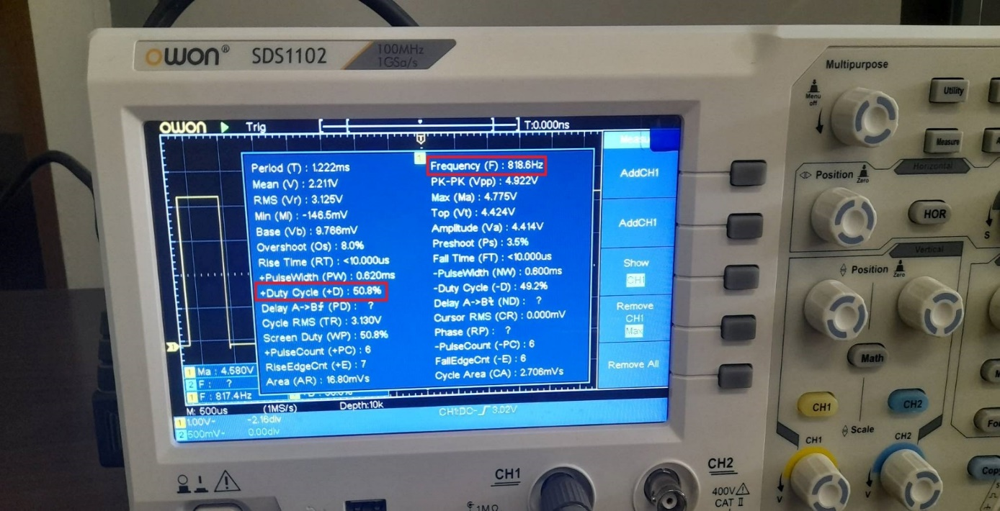 owon® SDS1102 100MHz
1GSa/s
Multipurpose
Menu
off
Utility
Measure
owon Trig T:0.000ns
Period (T) : 1.222ms
Mean (V) : 2.211V
RMS (Vr) : 3.125V
Min (MI) : -146.5mV
Base (Vb) : 9.766mV
Overshoot (Os) : 8.0%
Rise Time (RT) : <10.000us
+PulseWidth (PW) : 0.620ms
+Duty Cycle (+D) : 50.8%
Delay A->B (PD) : ?
Cycle RMS (TR) : 3.130V
Screen Duty (WP) : 50.8%
+PulseCount (+PC) : 6
RiseEdgeCnt (+E) : 7
Area (AR) : 16.80mVs
Frequency (F) : 818.6Hz
PK-PK (Vpp) : 4.922V
Max (Ma) : 4.775V
Top (Vt) : 4.424V
Amplitude (Va) : 4.414V
Preshoot (Ps) : 3.5%
Fall Time (FT) : <10.000us
-PulseWidth (NW) : 0.600ms
-Duty Cycle (-D) : 49.2%
Delay A->B (ND) : ?
Cursor RMS (CR) : 0.000mV
Phase (RP) : ?
-PulseCount (-PC) : 6
FallEdgeCnt (-E) : 6
Cycle Area (CA) : 2.706mVs
AddCH1
AddCH1
Show
CH1
Remove
CH1
Max
Remove All
1 Ma : 4.580V
2 F : ?
1 F : 817.4Hz
M: 500us (1MS/s) Depth:10k
1 1.00V~ -2.16div
2 500mV~ 0.00div
CH1:DC- 3.02V
Horizontal
Position
Zero
HOR
Vertical
Position
Zero
Math
CH1 CH2
Scale
CH1 CH2
V V
Copy
CH1
CH2
1MΩ
400V
CAT II